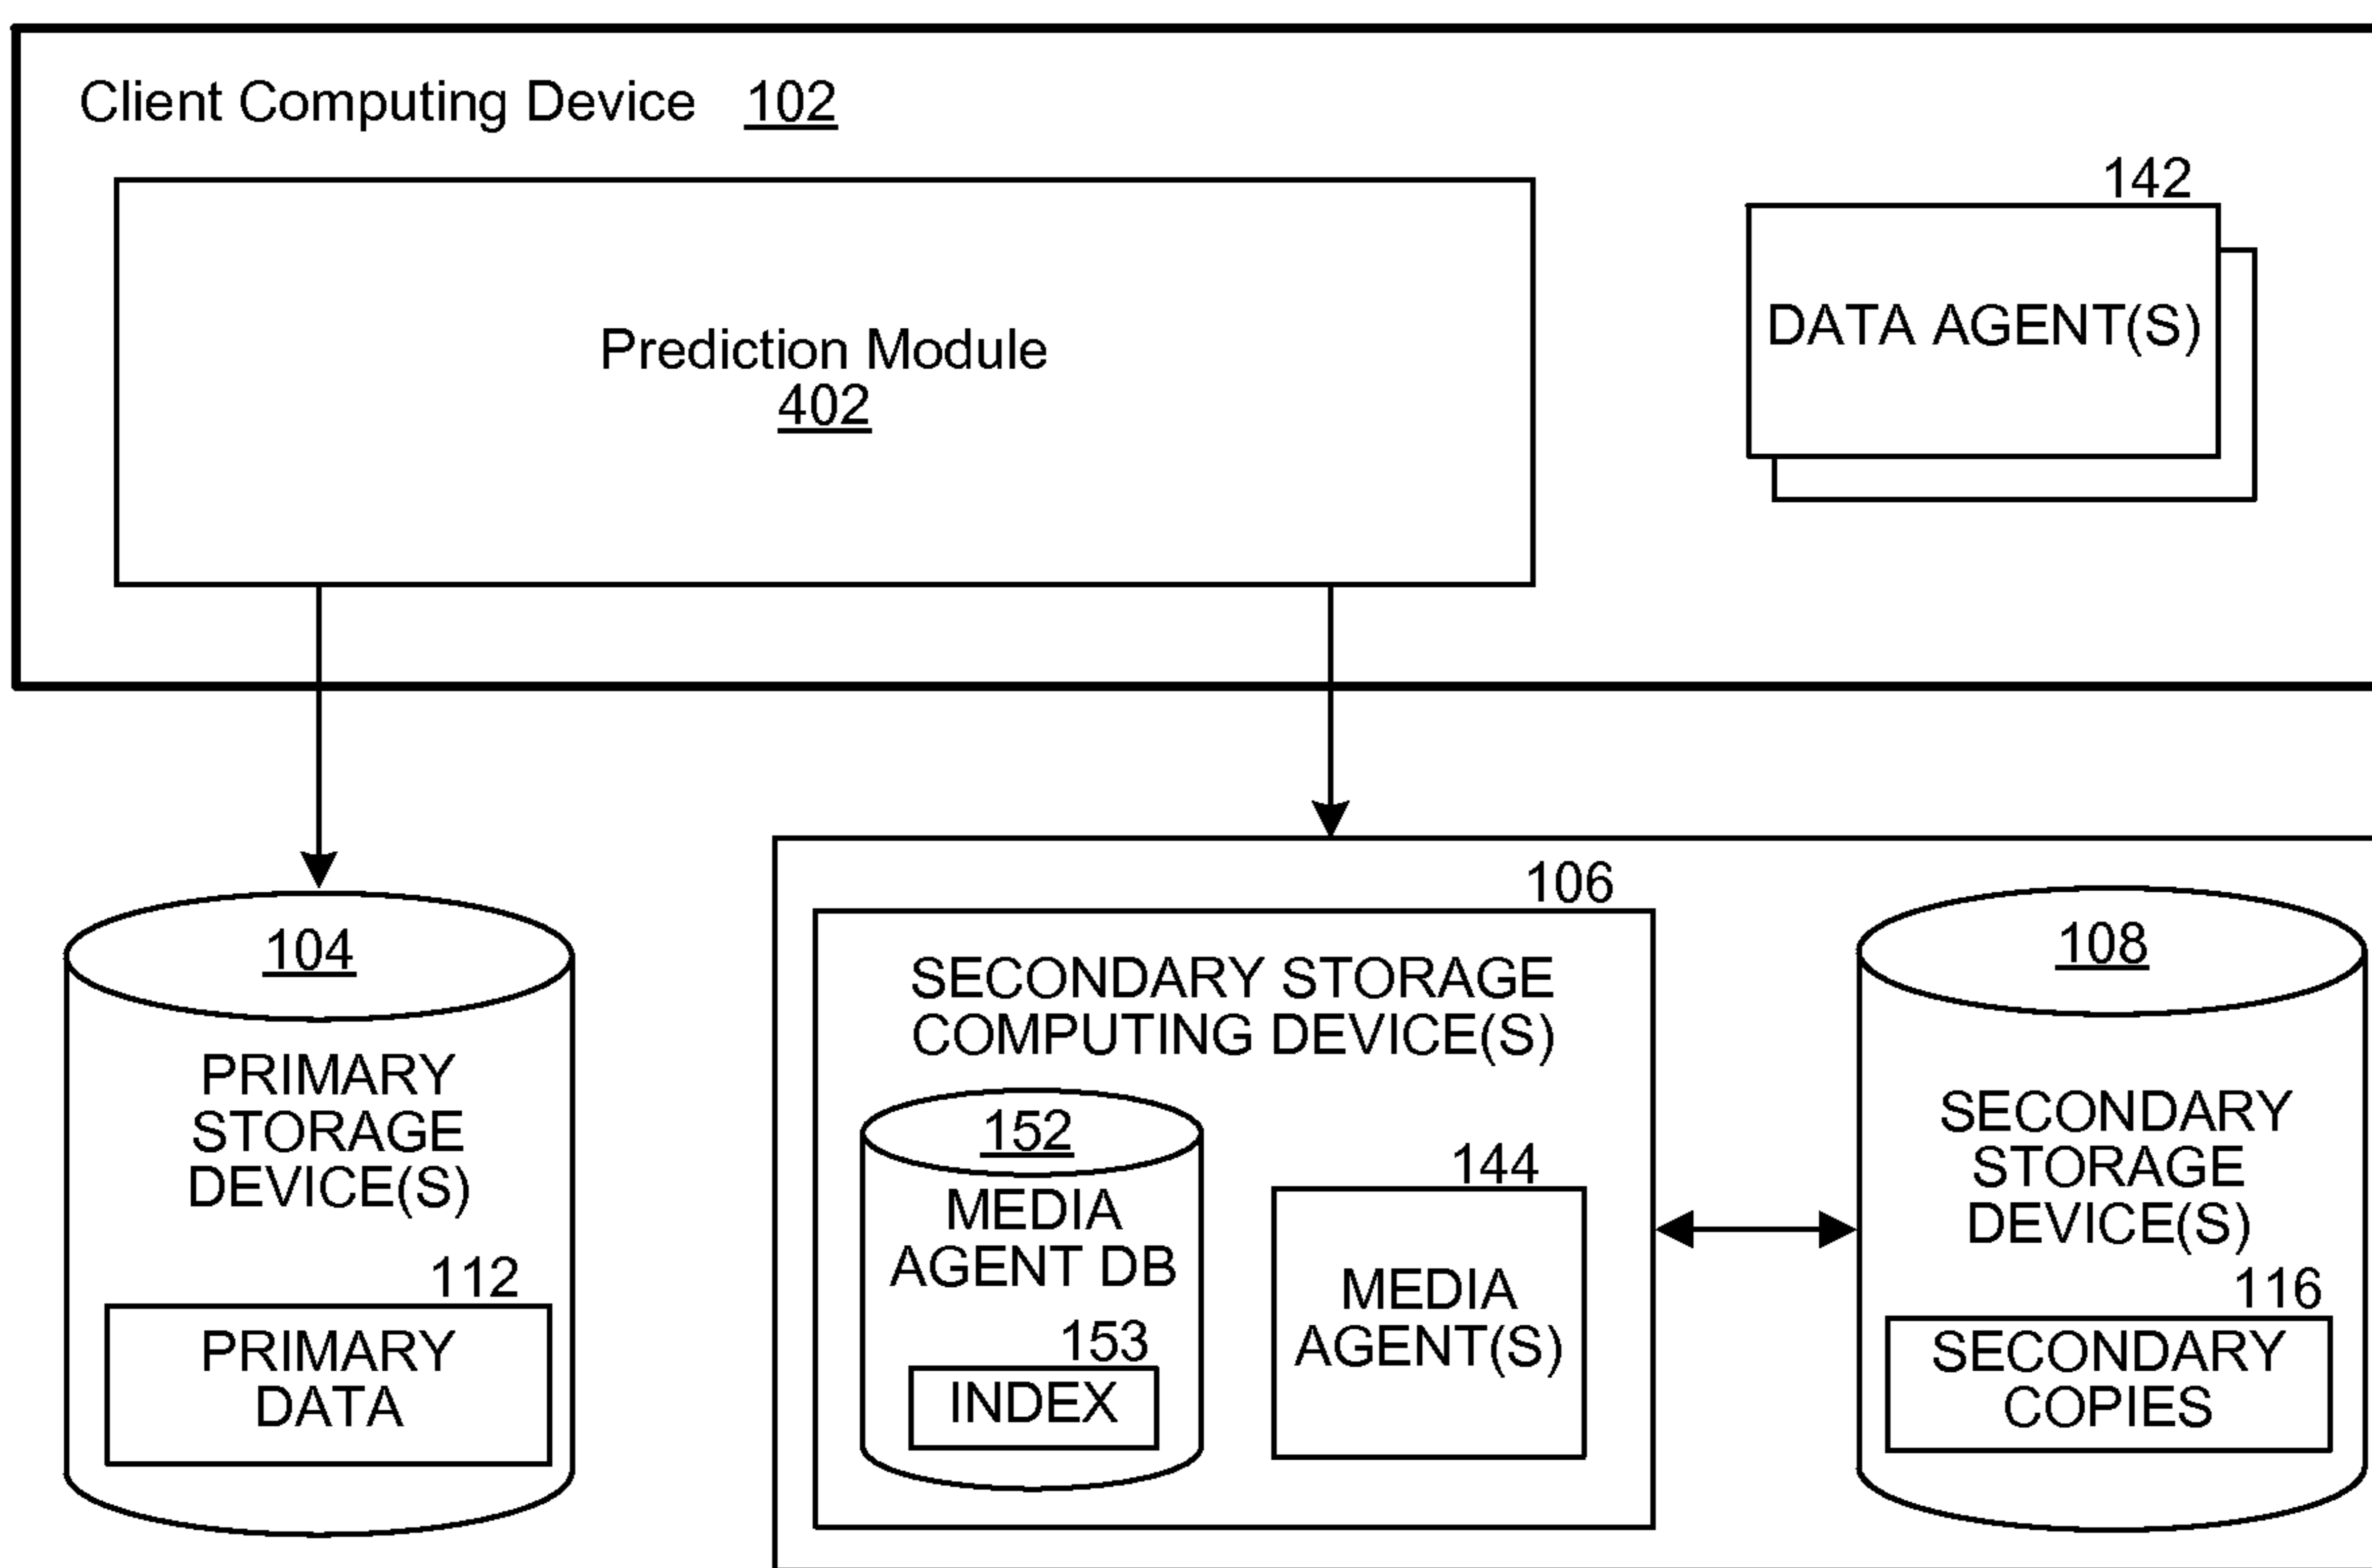 Client Computing Device 102
142
Prediction Module
402
DATA AGENT(S)
104
PRIMARY
STORAGE
DEVICE(S)
112
PRIMARY
DATA
106
SECONDARY STORAGE
COMPUTING DEVICE(S)
152
MEDIA
AGENT DB
153
INDEX
144
MEDIA
AGENT(S)
108
SECONDARY
STORAGE
DEVICE(S)
116
SECONDARY
COPIES